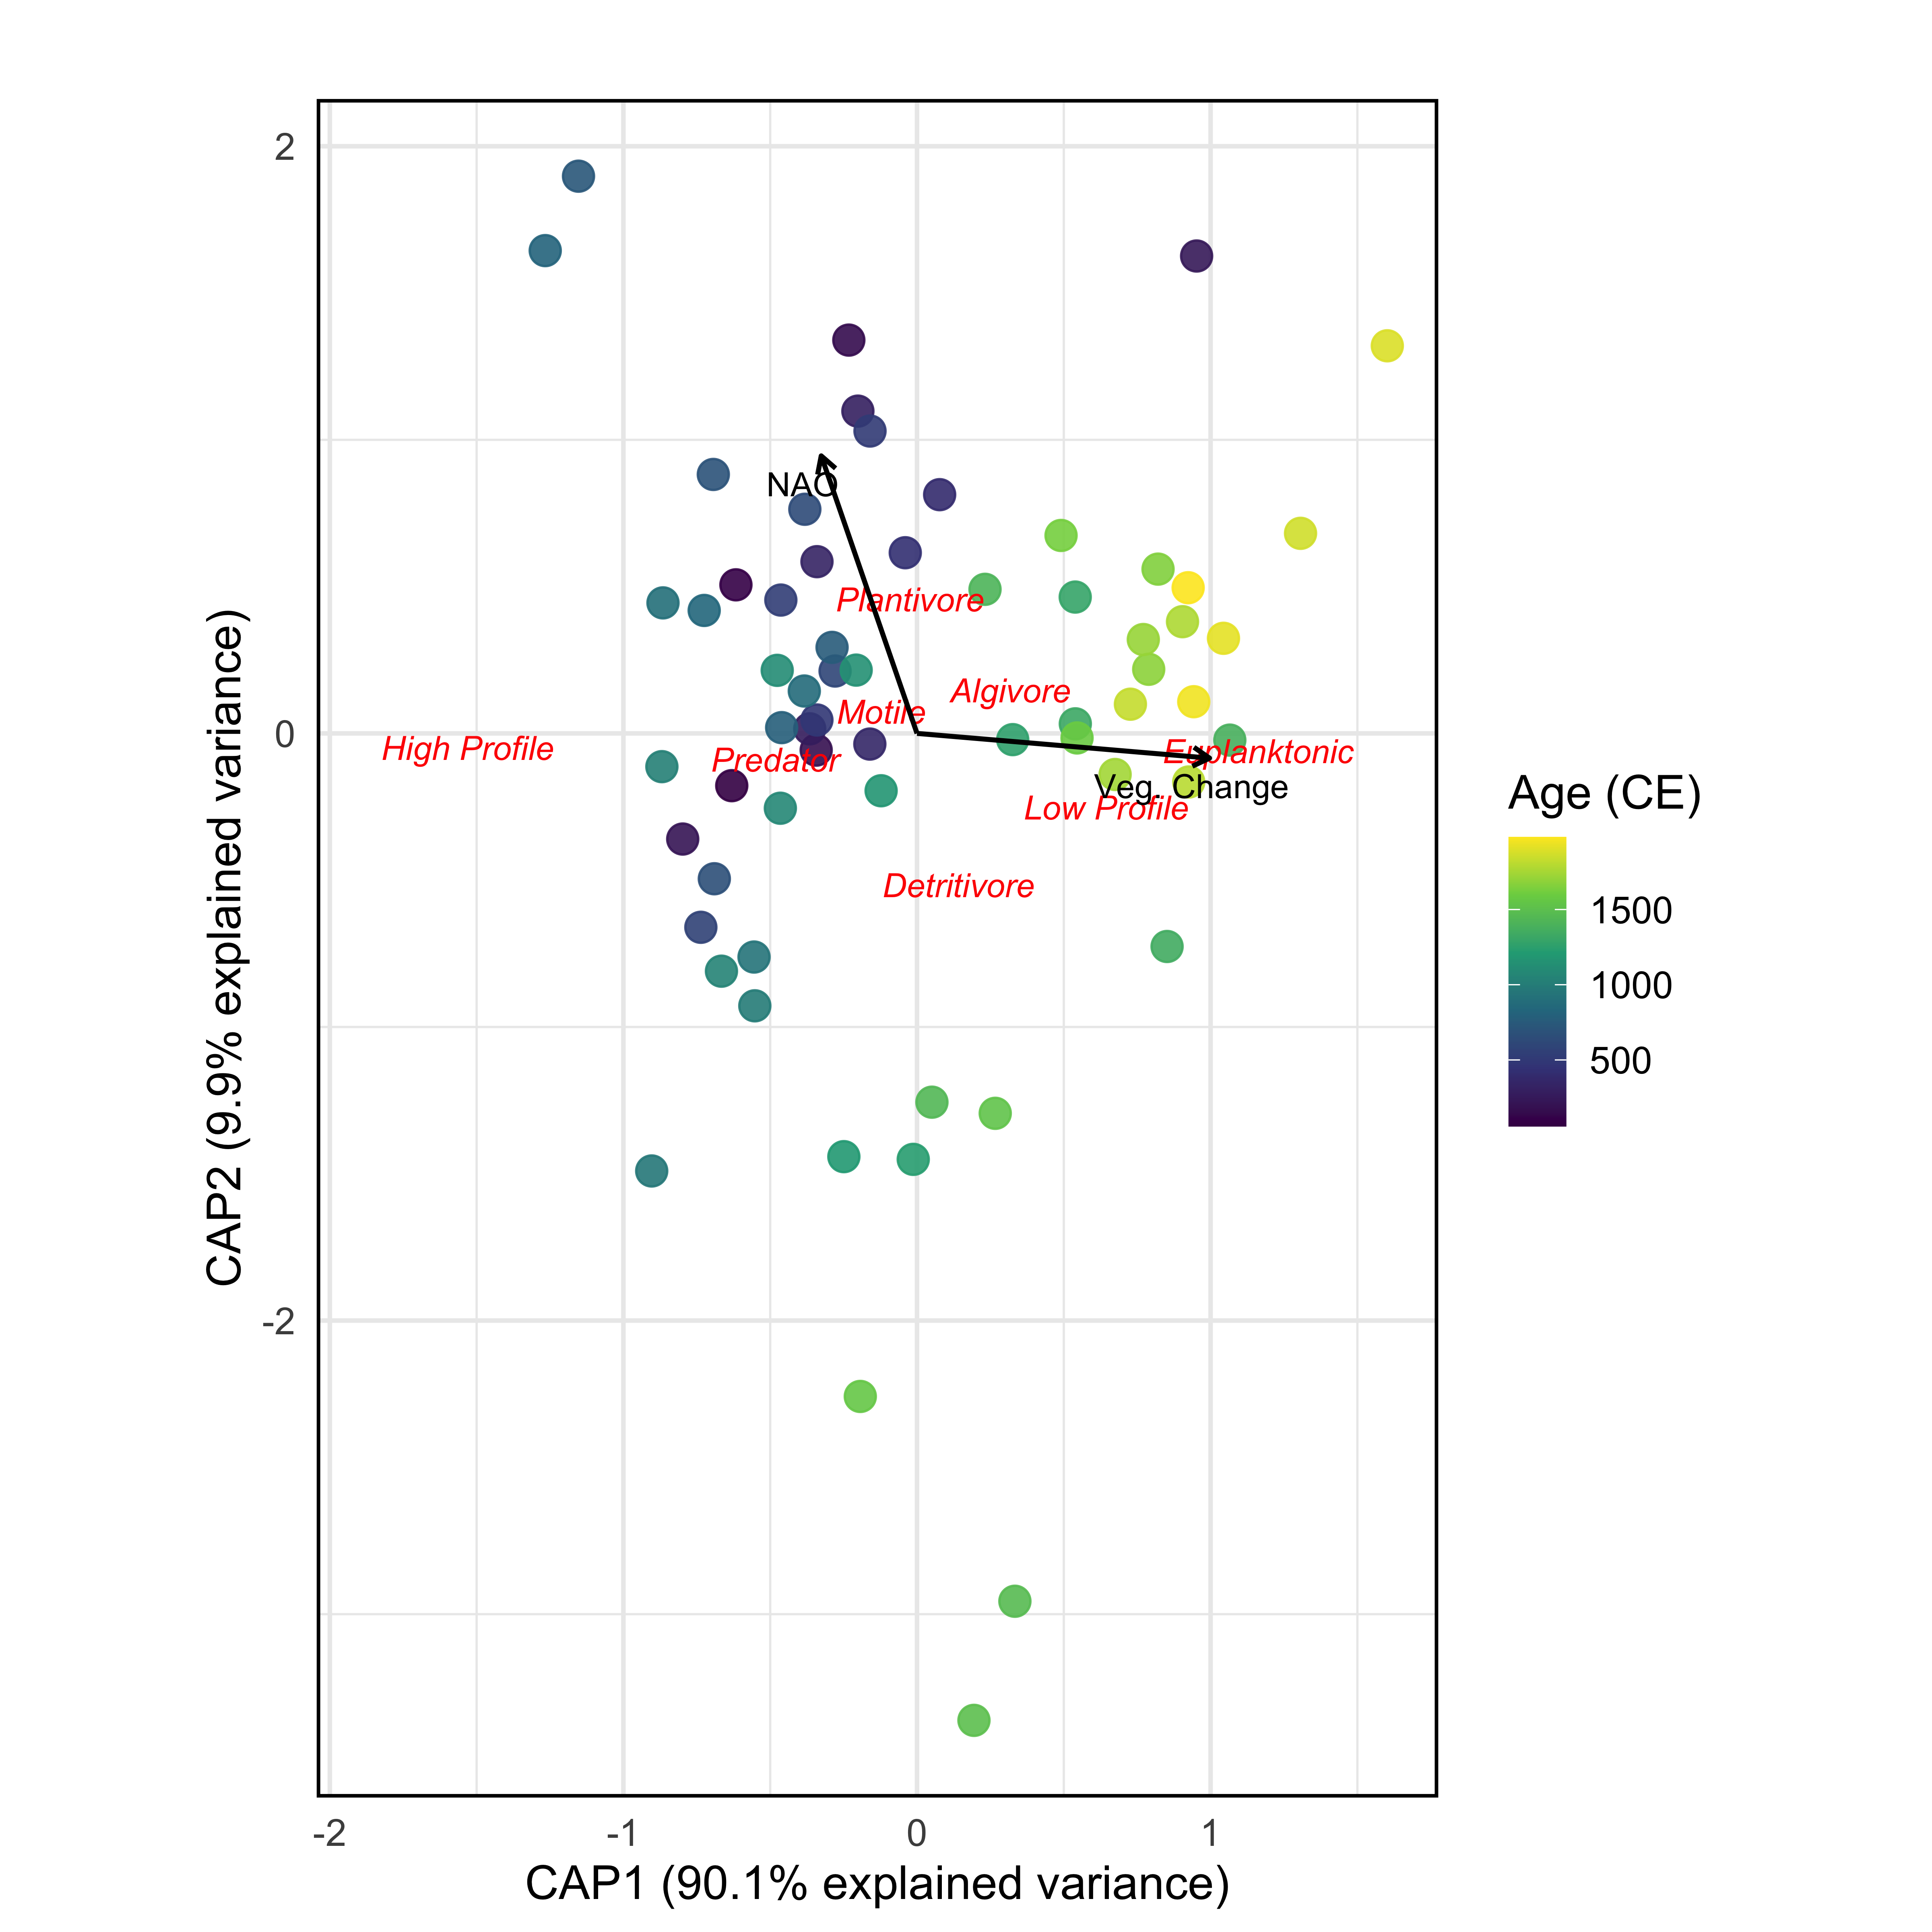 2
0
-2
CAP2 (9.9% explained variance)
NAO
Plantivore
Algivore
Motile
High Profile
Predator
Euplanktonic
Veg. Change
Low Profile
Detritivore
Age (CE)
1500
1000
500
-2
-1
0
1
CAP1 (90.1% explained variance)